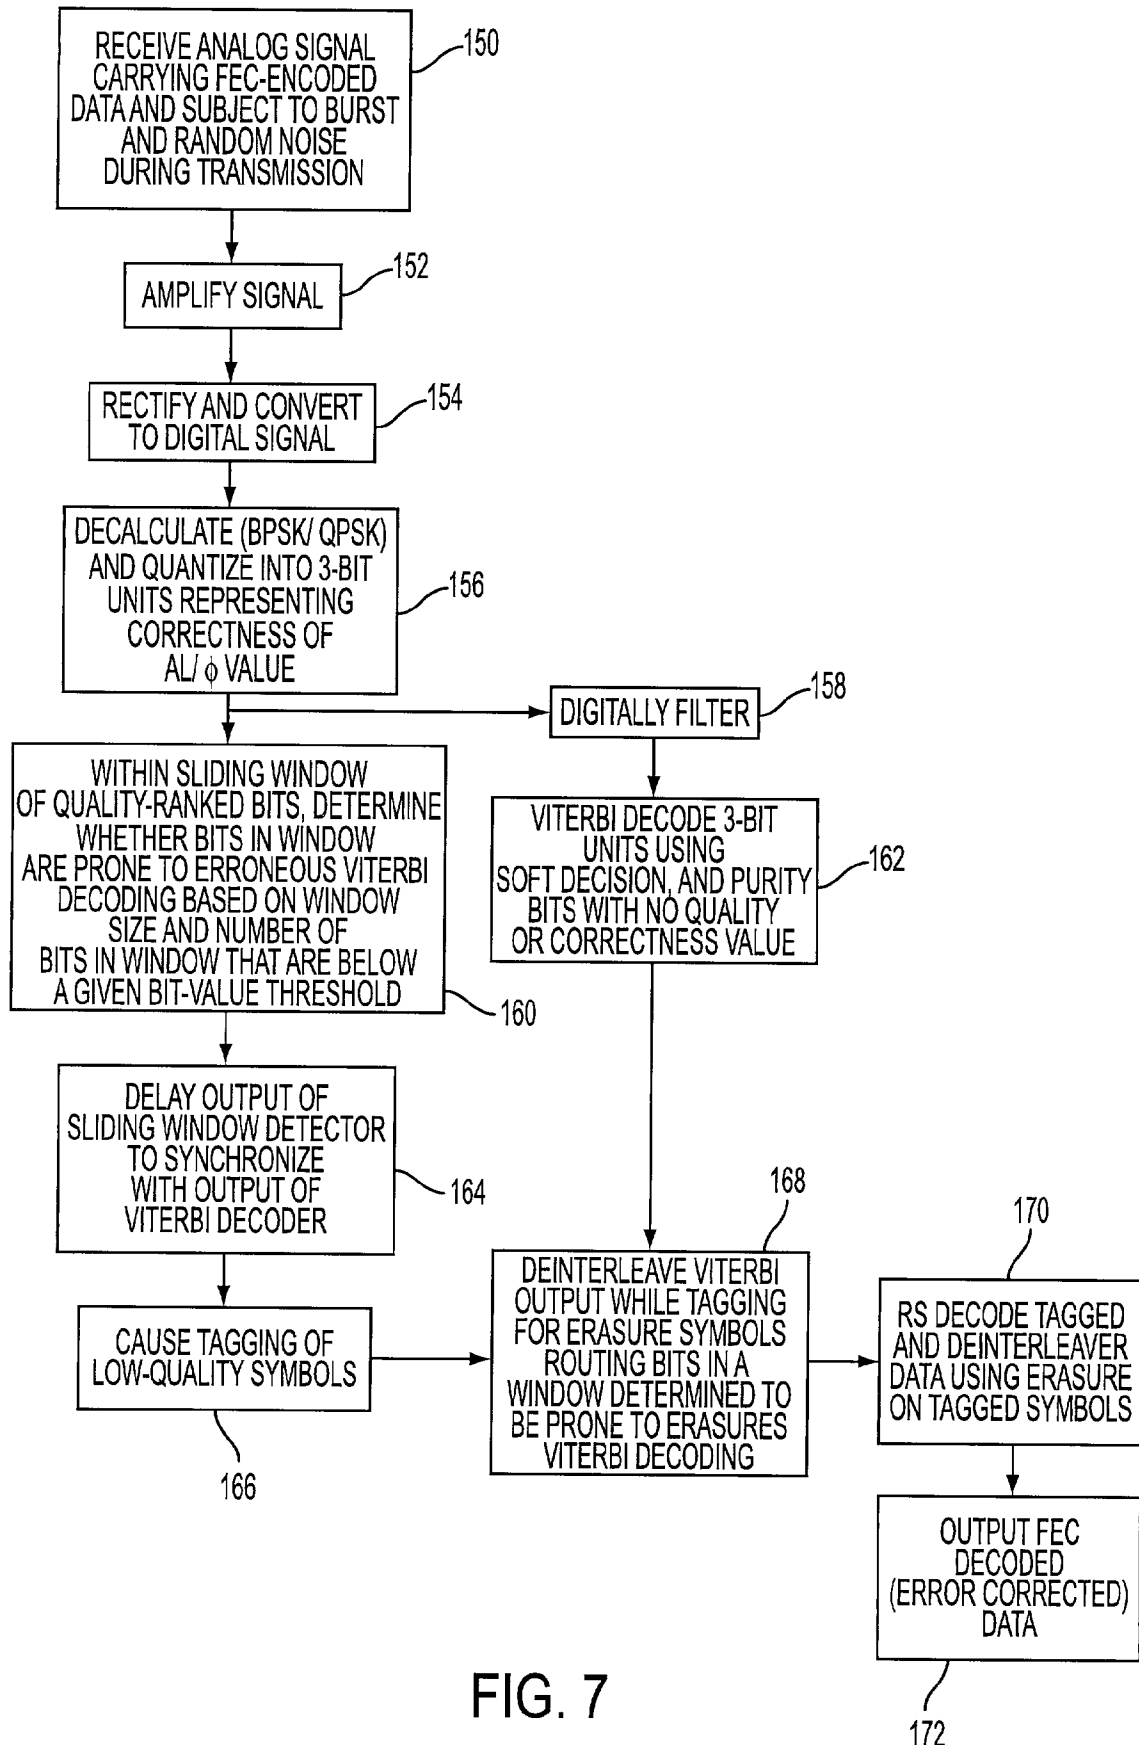 RECEIVE ANALOG SIGNAL
CARRYING FEC-ENCODED
DATA AND SUBJECT TO BURST
AND RANDOM NOISE
DURING TRANSMISSION
150
AMPLIFY SIGNAL
152
RECTIFY AND CONVERT
TO DIGITAL SIGNAL
154
DECALCULATE (BPSK/ QPSK)
AND QUANTIZE INTO 3-BIT
UNITS REPRESENTING
CORRECTNESS OF
AL/ ϕ VALUE
156
DIGITALLY FILTER
158
WITHIN SLIDING WINDOW
OF QUALITY-RANKED BITS, DETERMINE
WHETHER BITS IN WINDOW
ARE PRONE TO ERRONEOUS VITERBI
DECODING BASED ON WINDOW
SIZE AND NUMBER OF
BITS IN WINDOW THAT ARE BELOW
A GIVEN BIT-VALUE THRESHOLD
160
VITERBI DECODE 3-BIT
UNITS USING
SOFT DECISION, AND PURITY
BITS WITH NO QUALITY
OR CORRECTNESS VALUE
162
DELAY OUTPUT OF
SLIDING WINDOW DETECTOR
TO SYNCHRONIZE
WITH OUTPUT OF
VITERBI DECODER
164
CAUSE TAGGING OF
LOW-QUALITY SYMBOLS
166
DEINTERLEAVE VITERBI
OUTPUT WHILE TAGGING
FOR ERASURE SYMBOLS
ROUTING BITS IN A
WINDOW DETERMINED TO
BE PRONE TO ERASURES
VITERBI DECODING
168
RS DECODE TAGGED
AND DEINTERLEAVER
DATA USING ERASURE
ON TAGGED SYMBOLS
170
OUTPUT FEC
DECODED
(ERROR CORRECTED)
DATA
172
FIG. 7